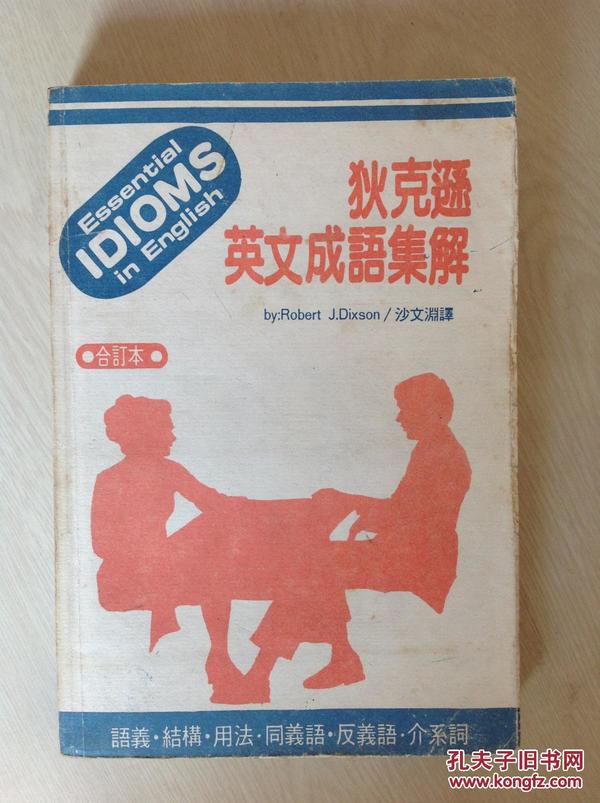 Essential
IDIOMS
in English
狄克遜
英文成語集解
by:Robert J.Dixson/沙文淵譯
合訂本
語義·結構·用法·同義語·反義語·介系詞
孔夫子旧书网
www.kongfz.com